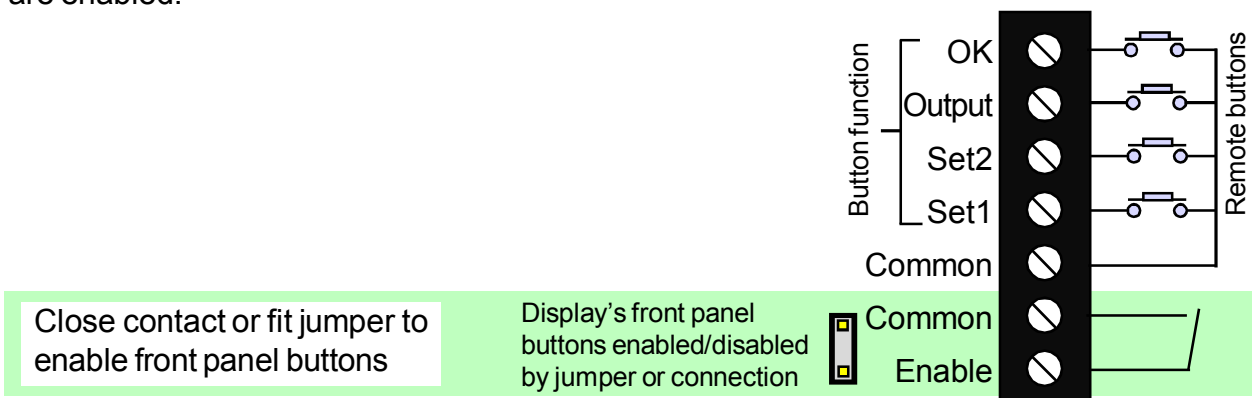 are enabled.
Button function
OK
Output
Set2
Set1
Common
Remote buttons
Close contact or fit jumper to
enable front panel buttons
Display's front panel
buttons enabled/disabled
by jumper or connection
Common
Enable